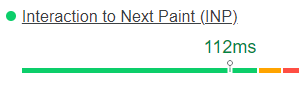 Interaction to Next Paint (INP)
112ms